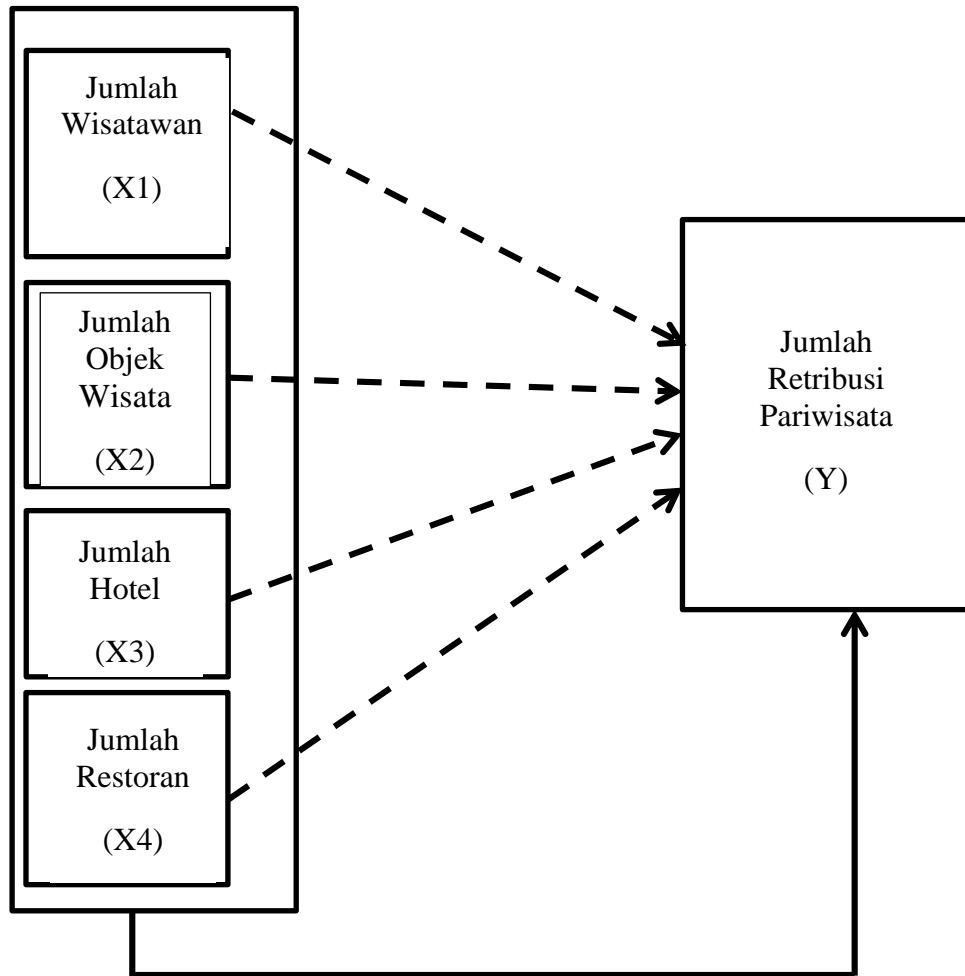 Jumlah
Wisatawan
(X1)
Jumlah
Objek
Wisata
(X2)
Jumlah
Hotel
(X3)
Jumlah
Restoran
(X4)
Jumlah
Retribusi
Pariwisata
(Y)